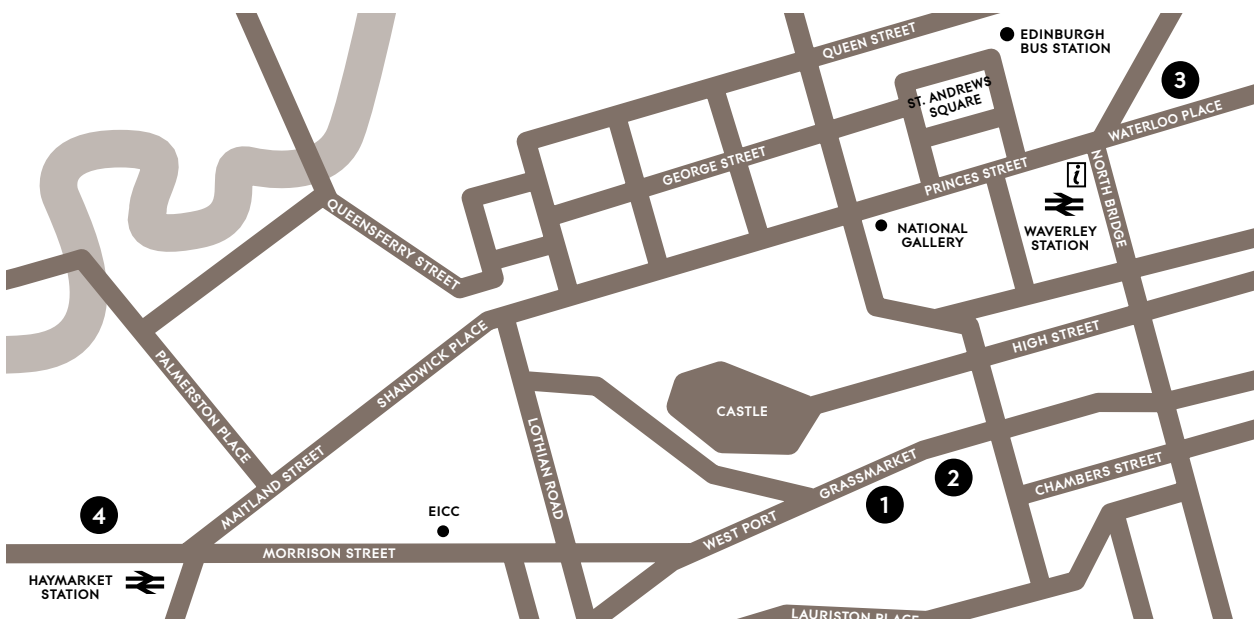 QUEEN STREET
EDINBURGH
BUS STATION
3
ST. ANDREWS
SQUARE
WATERLOO PLACE
GEORGE STREET
PRINCES STREET
i
NORTH BRIDGE
QUEENSFERRY STREET
NATIONAL
GALLERY
WAVERLEY
STATION
PALMERSTON PLACE
SHANDWICK PLACE
HIGH STREET
CASTLE
LOTHIAN ROAD
MAITLAND STREET
GRASSMARKET
2
CHAMBERS STREET
1
4
EICC
WEST PORT
MORRISON STREET
HAYMARKET
STATION
LAURISTON PLACE